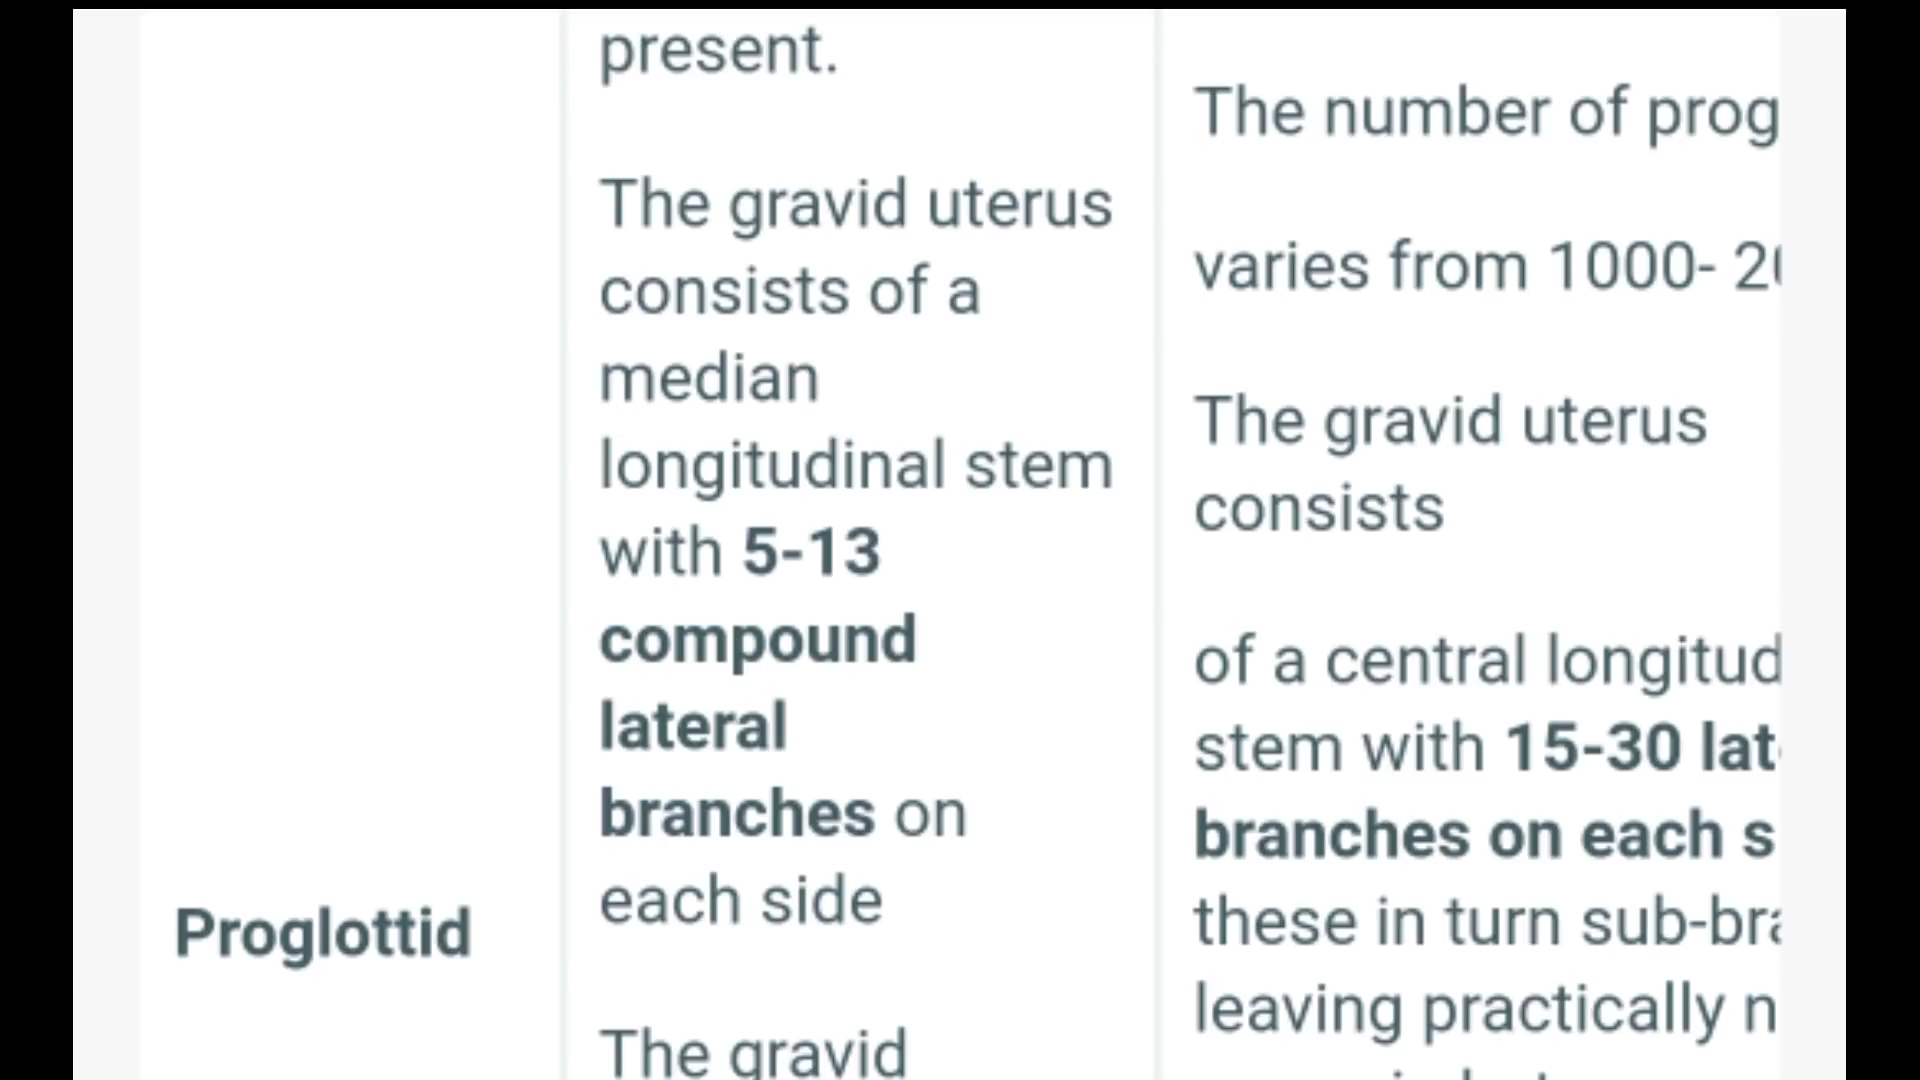 present.
The gravid uterus
consists of a
median
longitudinal stem
with 5-13
compound
lateral
branches on
each side
The gravid
Proglottid
The number of prog
varies from 1000- 2
The gravid uterus
consists
of a central longitud
stem with 15-30 lat
branches on each s
these in turn sub-br
leaving practically n